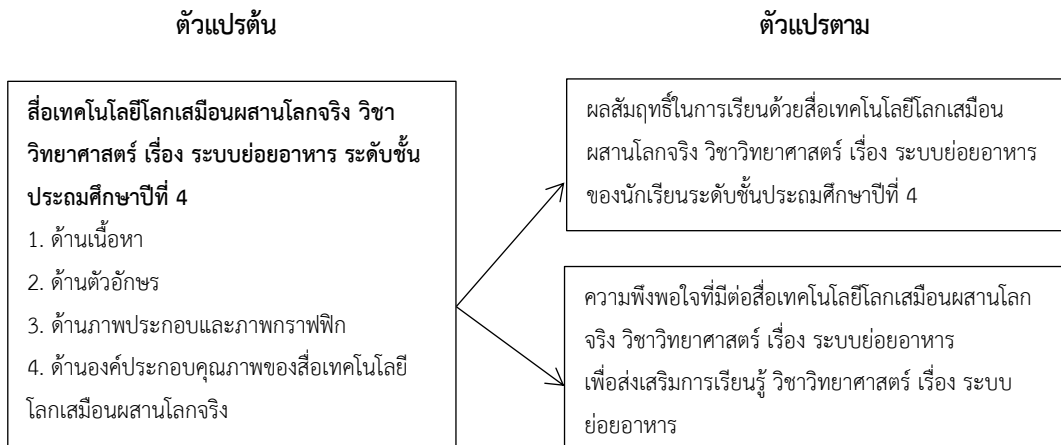 ตัวแปรต้น
ตัวแปรตาม
สื่อเทคโนโลยีโลกเสมือนผสานโลกจริง วิชา
วิทยาศาสตร์ เรื่อง ระบบย่อยอาหาร ระดับชั้น
ประถมศึกษาปีที่ 4
1. ด้านเนื้อหา
2. ด้านตัวอักษร
3. ด้านภาพประกอบและภาพกราฟฟิก
4. ด้านองค์ประกอบคุณภาพของสื่อเทคโนโลยี
โลกเสมือนผสานโลกจริง
ผลสัมฤทธิ์ในการเรียนด้วยสื่อเทคโนโลยีโลกเสมือน
ผสานโลกจริง วิชาวิทยาศาสตร์ เรื่อง ระบบย่อยอาหาร
ของนักเรียนระดับชั้นประถมศึกษาปีที่ 4
ความพึงพอใจที่มีต่อสื่อเทคโนโลยีโลกเสมือนผสานโลก
จริง วิชาวิทยาศาสตร์ เรื่อง ระบบย่อยอาหาร
เพื่อส่งเสริมการเรียนรู้ วิชาวิทยาศาสตร์ เรื่อง ระบบ
ย่อยอาหาร